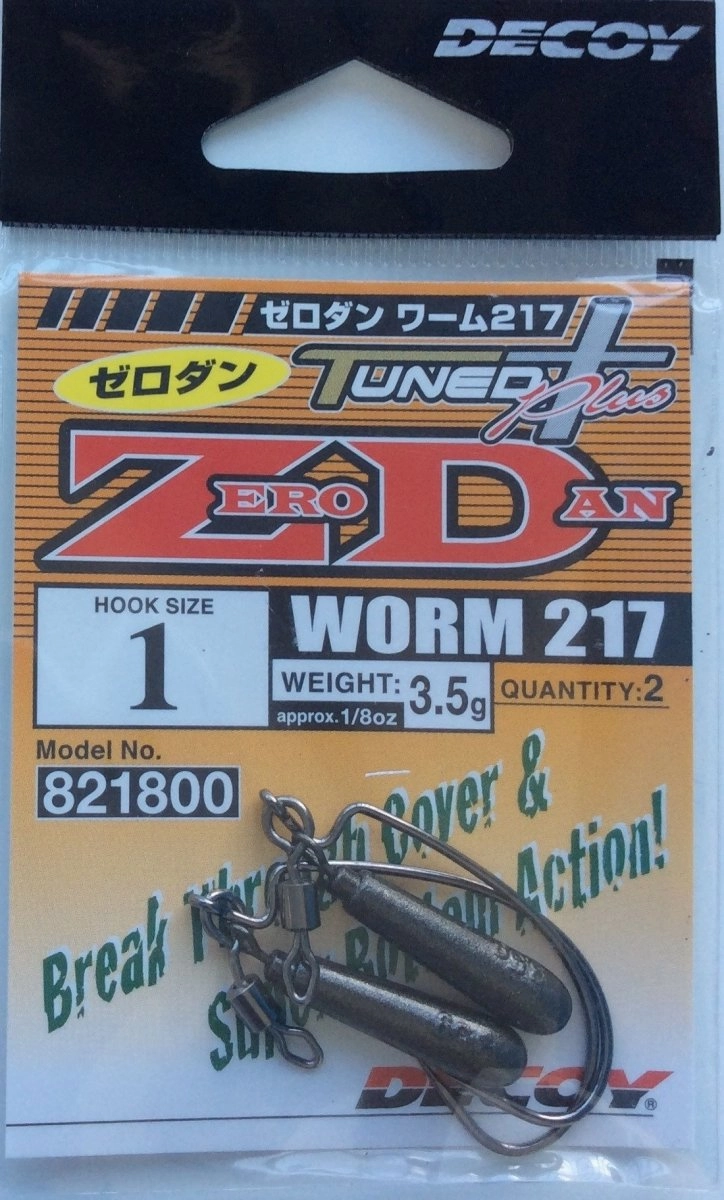 DECOY
ゼロダン ワーム217
ゼロダン
TUNED Plus
ZERO DAN
HOOK SIZE
1
WORM 217
WEIGHT: 3.5g
approx.1/8oz
QUANTITY:2
Model No.
821800
Break Through Cover &
Bottom Action!
DECOY®